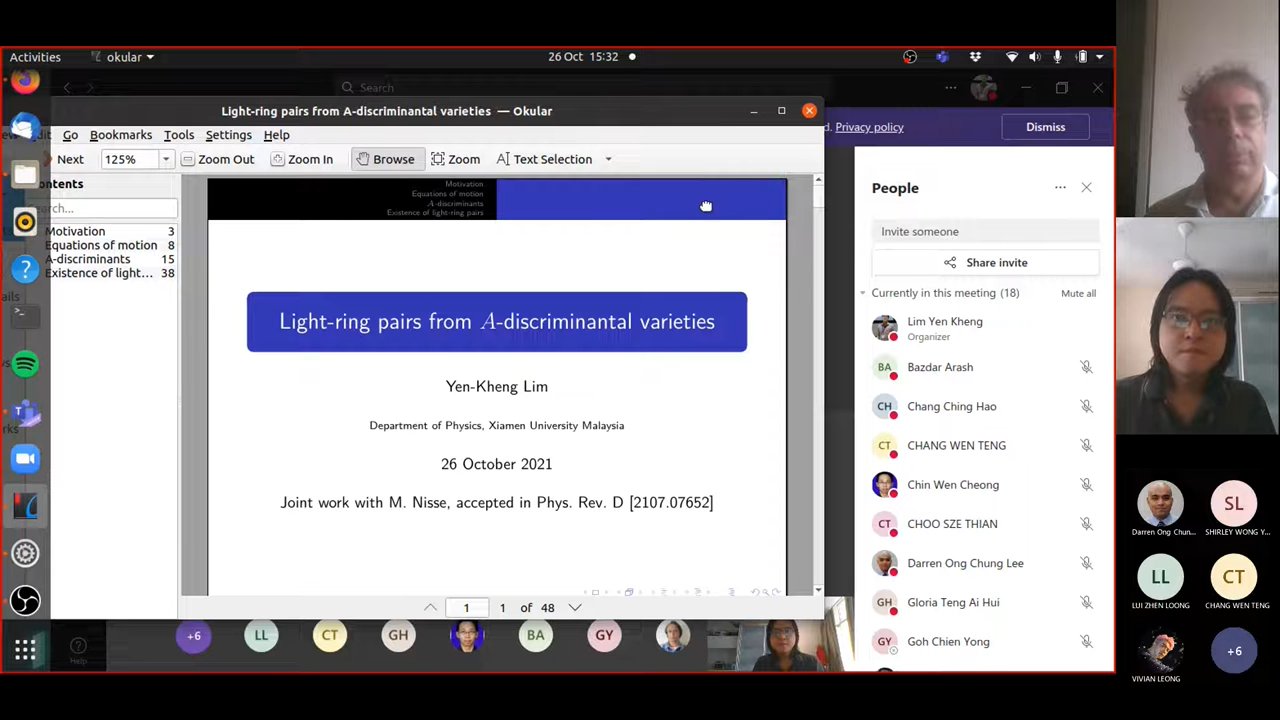 Activities
okular
26 Oct 15:32
Search
Light-ring pairs from A-discriminantal varieties — Okular
Privacy policy
Dismiss
Go
Bookmarks
Tools
Settings
Help
Next
125%
Zoom Out
Zoom In
Browse
Zoom
Text Selection
ontents
earch...
Motivation 3
Equations of motion 8
A-discriminants 15
Existence of light... 38
Motivation
Equations of motion
A-discriminants
Existence of light-ring pairs
Light-ring pairs from A-discriminantal varieties
Yen-Kheng Lim
Department of Physics, Xiamen University Malaysia
26 October 2021
Joint work with M. Nisse, accepted in Phys. Rev. D [2107.07652]
1
1 of 48
+6
LL
CT
GH
BA
GY
Help
People
Invite someone
Share invite
Currently in this meeting (18)
Mute all
Lim Yen Kheng
Organizer
BA
Bazdar Arash
CH
Chang Ching Hao
CT
CHANG WEN TENG
Chin Wen Cheong
CT
CHOO SZE THIAN
Darren Ong Chung Lee
GH
Gloria Teng Ai Hui
GY
Goh Chien Yong
SL
Darren Ong Chun...
SHIRLEY WONG Y...
LL
CT
LUI ZHEN LOONG
CHANG WEN TENG
+6
VIVIAN LEONG